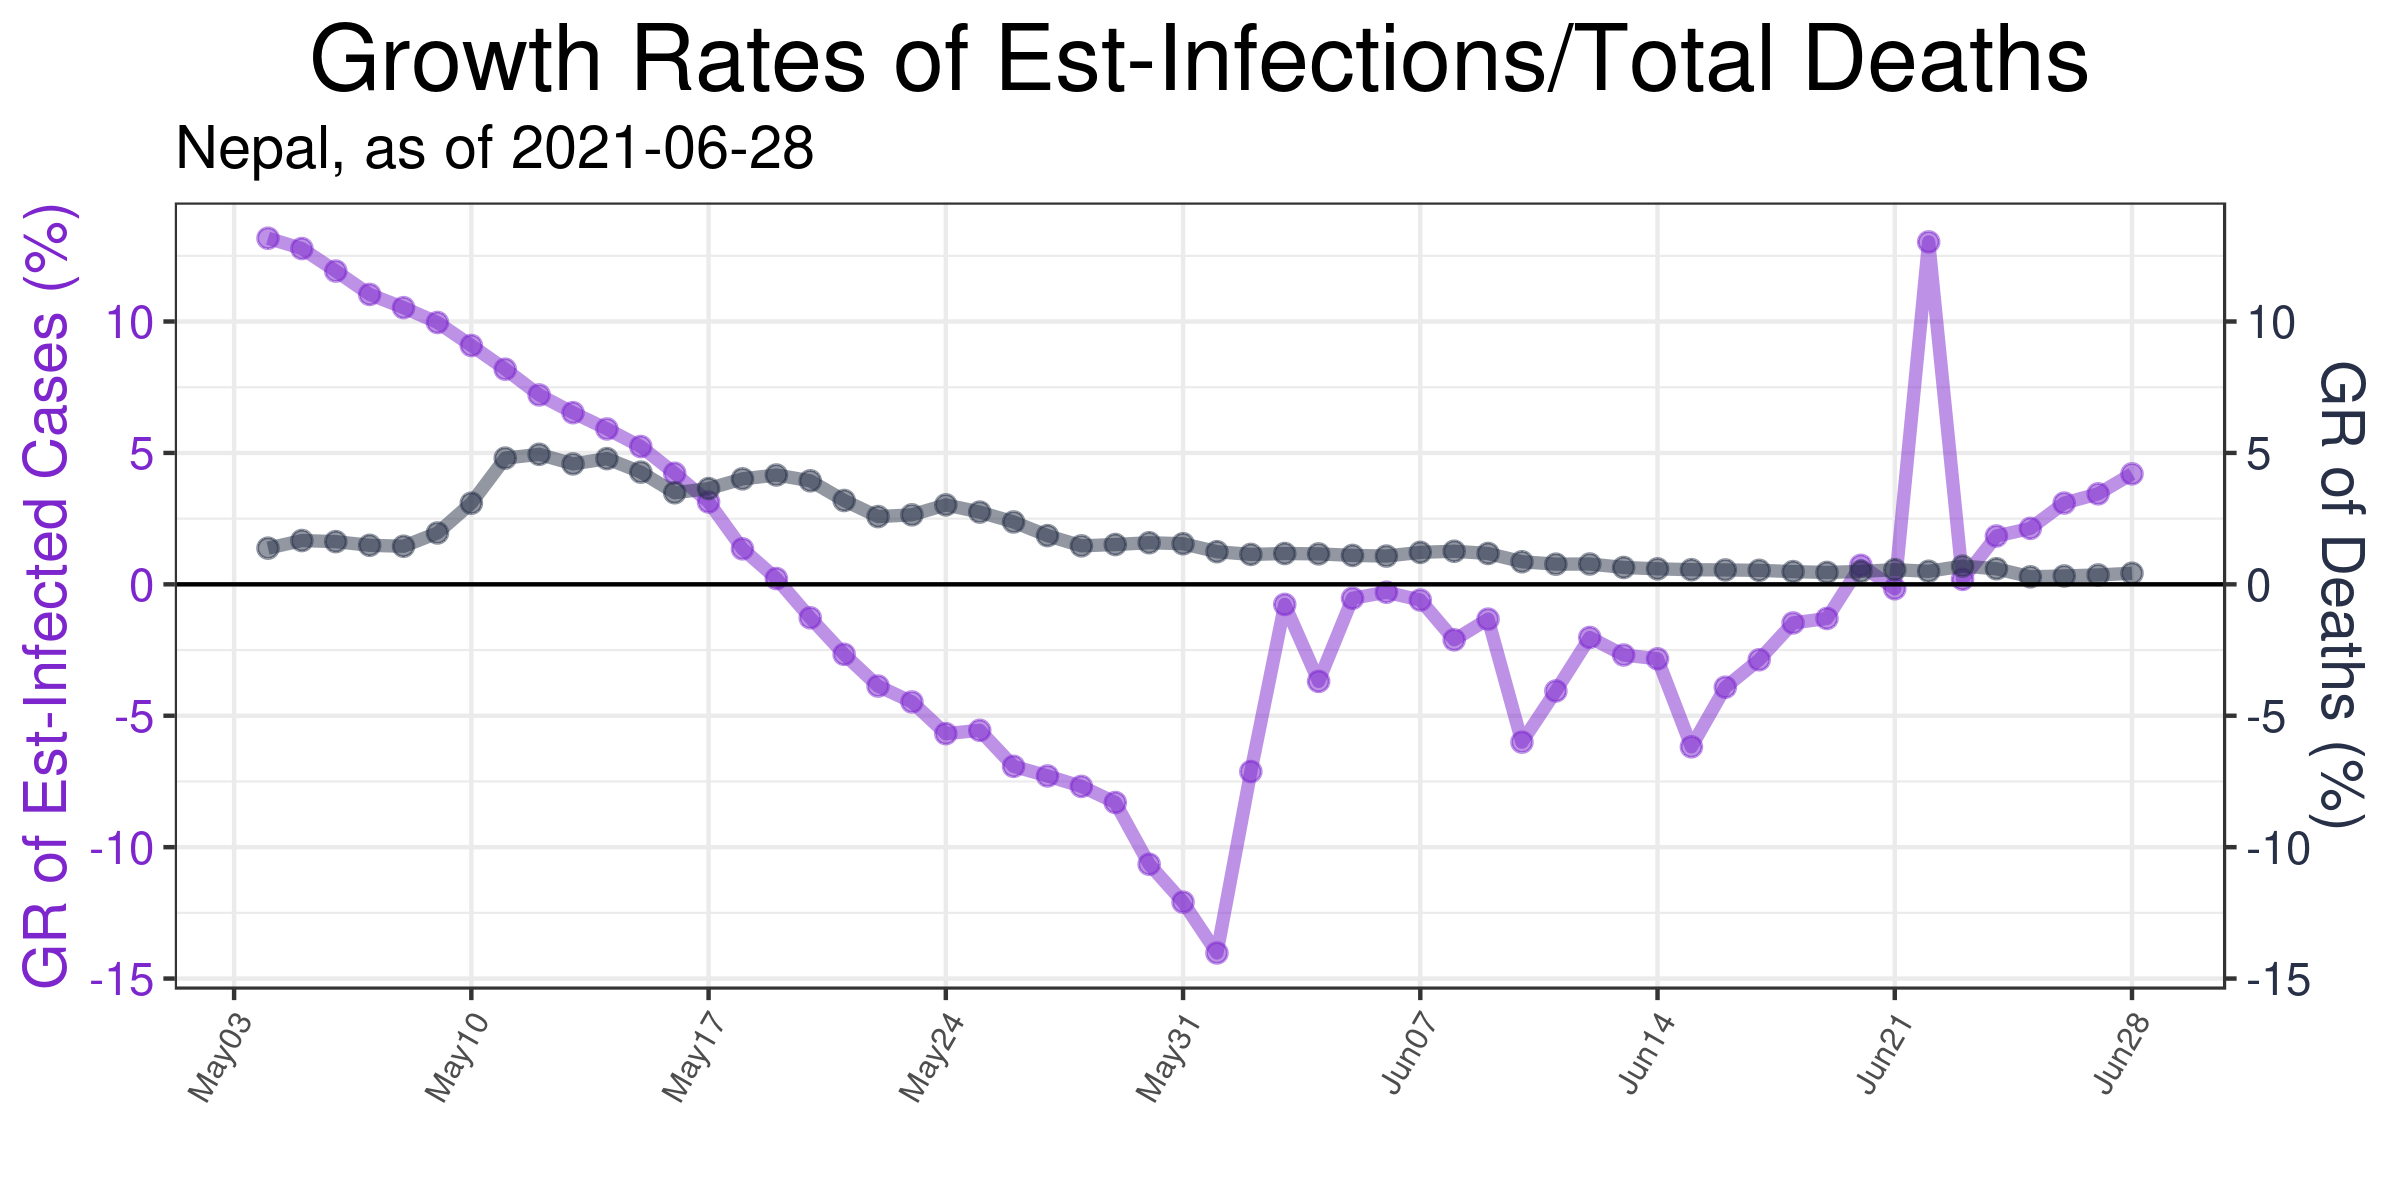 Growth Rates of Est-Infections/Total Deaths
Nepal, as of 2021-06-28
GR of Est-Infected Cases (%)
10
5
0
-5
-10
-15
10
5
0
-5
-10
-15
GR of Deaths (%)
May03
May10
May17
May24
May31
Jun07
Jun14
Jun21
Jun28